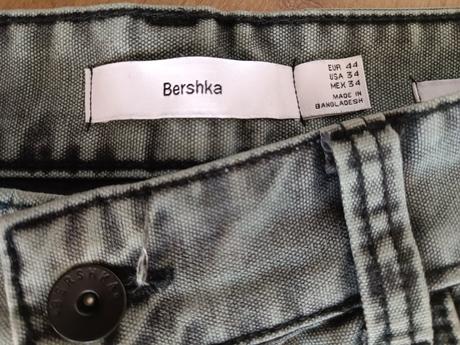 Bershka
EUR 44
USA 34
MEX 34
MADE IN
BANGLADESH
BERSHKA